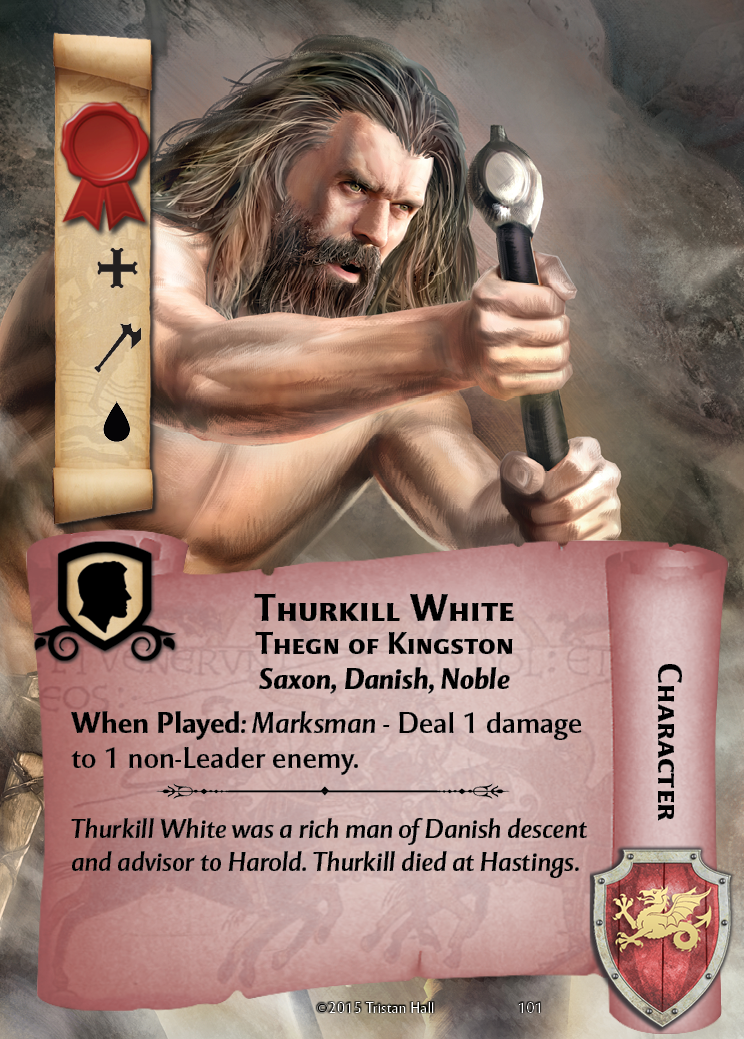 Thurkill White
Thegn of Kingston
Saxon, Danish, Noble
When Played: Marksman - Deal 1 damage
to 1 non-Leader enemy.
Thurkill White was a rich man of Danish descent
and advisor to Harold. Thurkill died at Hastings.
Character
©2015 Tristan Hall 101